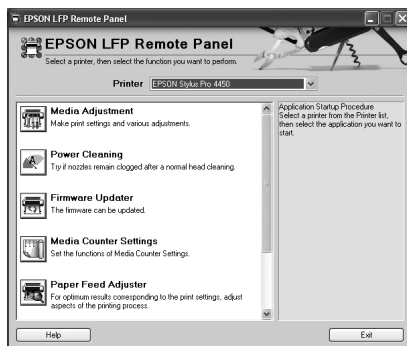 EPSON LFP Remote Panel
EPSON LFP Remote Panel
Select a printer, then select the function you want to perform.
Printer EPSON Stylus Pro 4450
Media Adjustment
Make print settings and various adjustments.
Power Cleaning
Try if nozzles remain clogged after a normal head cleaning.
Firmware Updater
The firmware can be updated.
Media Counter Settings
Set the functions of Media Counter Settings.
Paper Feed Adjuster
For optimum results corresponding to the print settings, adjust
aspects of the printing process.
Application Startup Procedure
Select a printer from the Printer list,
then select the application you want to
start.
Help
Exit